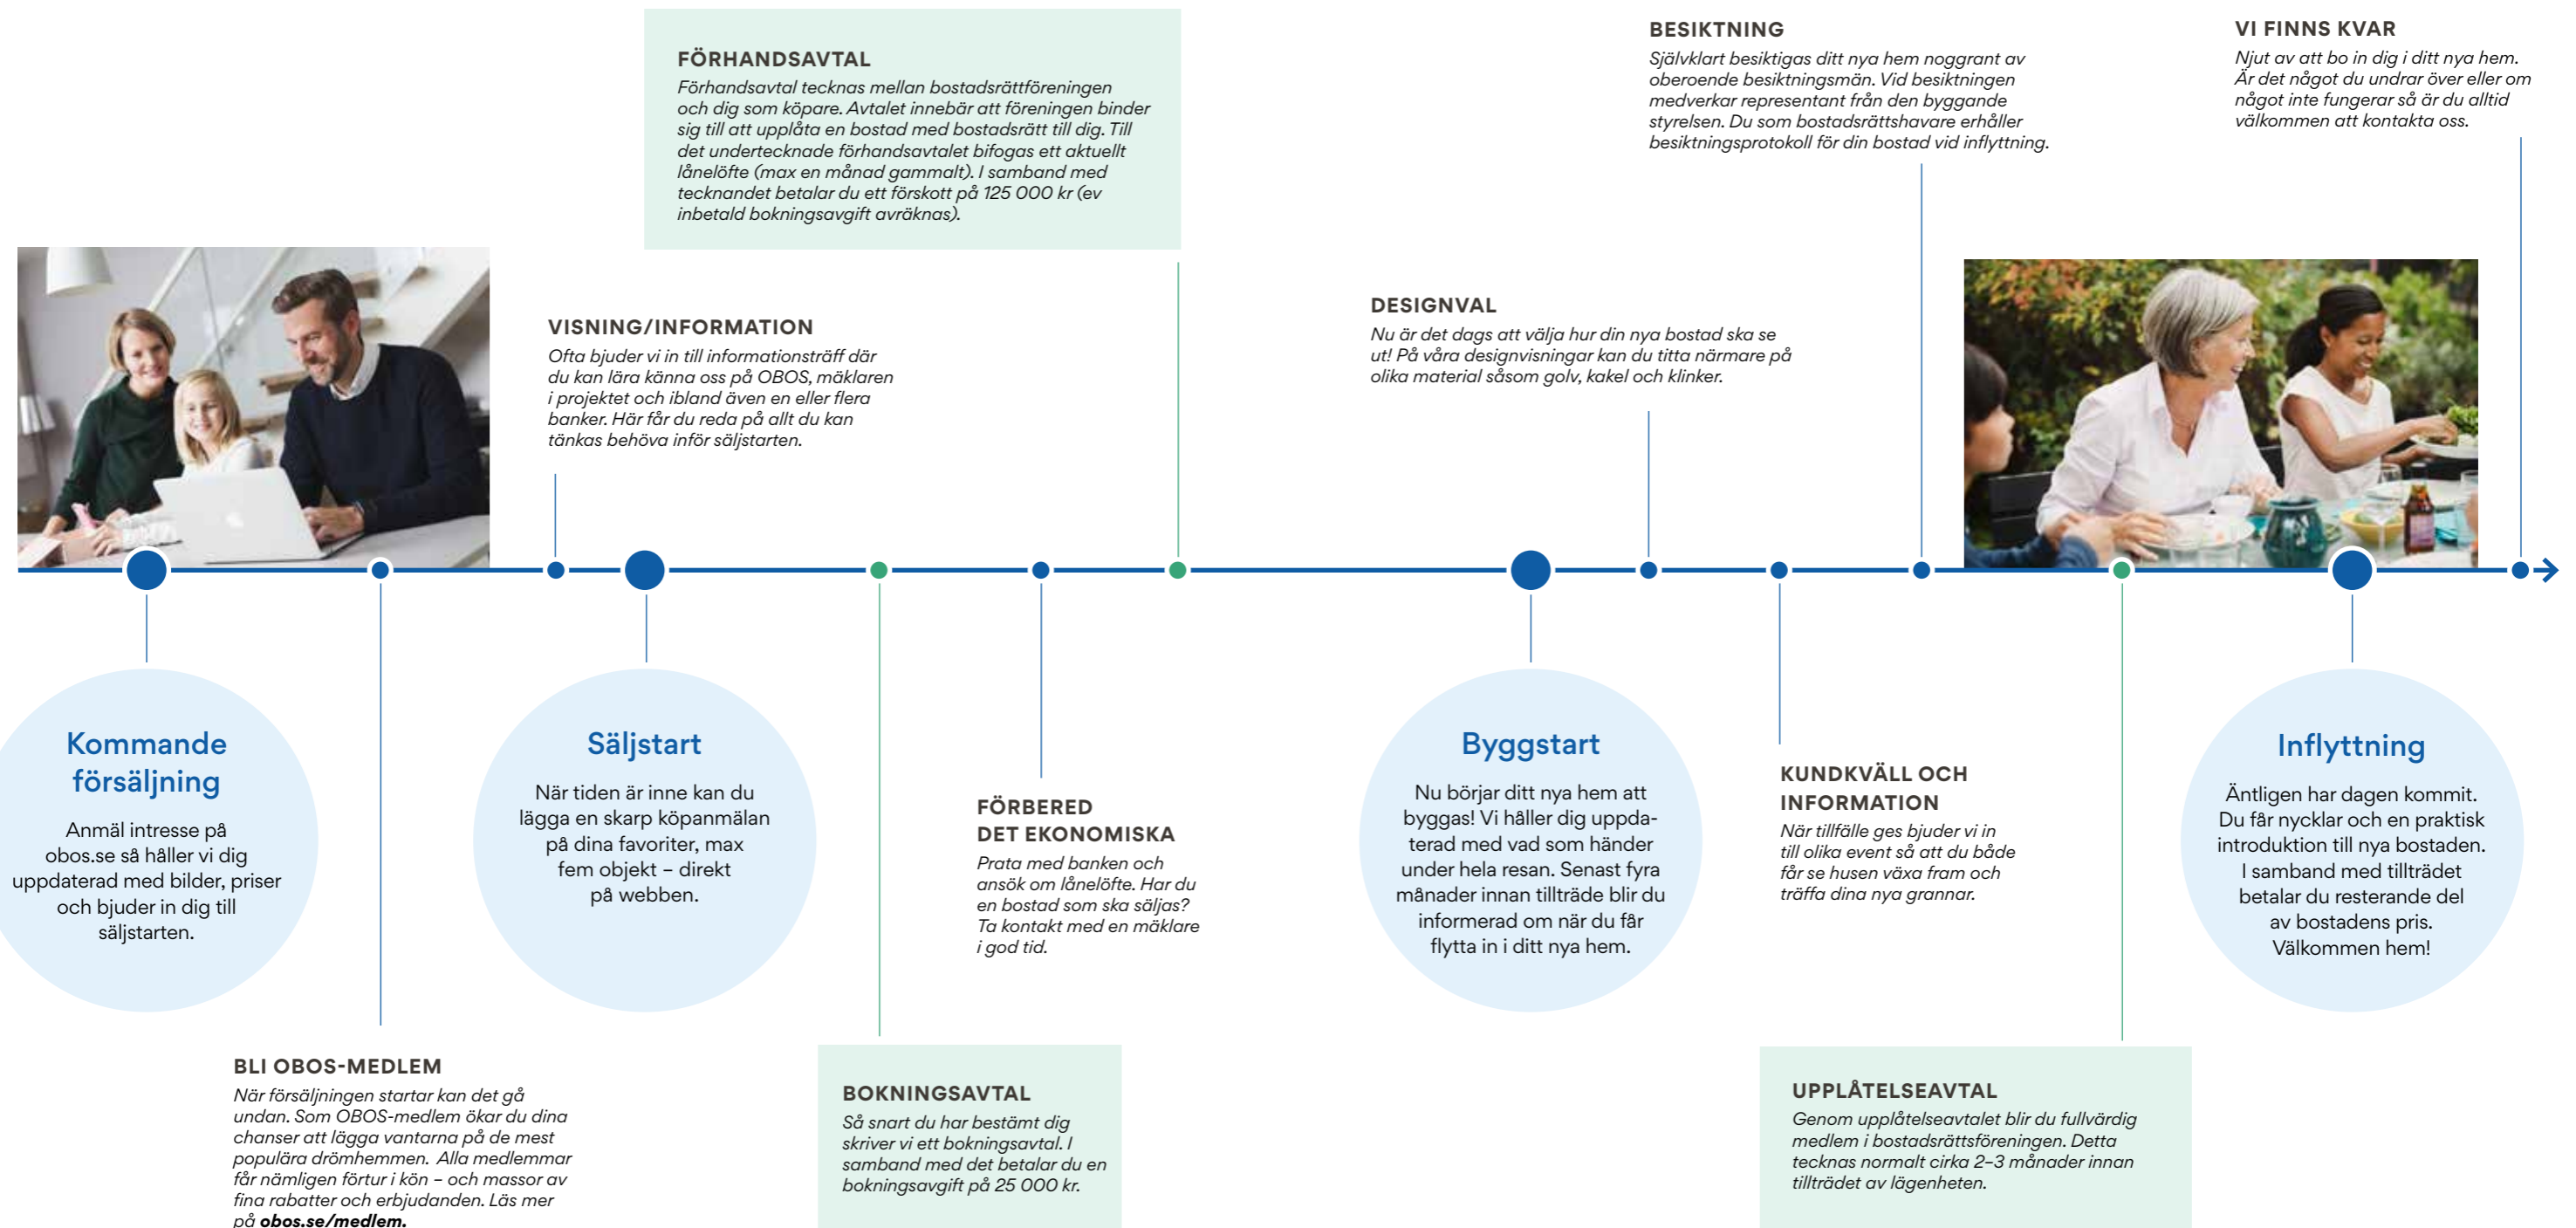 FÖRHANDSAVTAL
Förhandsavtal tecknas mellan bostadsrättföreningen
och dig som köpare. Avtalet innebär att föreningen binder
sig till att upplåta en bostad med bostadsrätt till dig. Till
det undertecknade förhandsavtalet bifogas ett aktuellt
lånelöfte (max en månad gammalt). I samband med
tecknandet betalar du ett förskott på 125 000 kr (ev
inbetald bokningsavgift avräknas).
BESIKTNING
Självklart besiktigas ditt nya hem noggrant av
oberoende besiktningsmän. Vid besiktningen
medverkar representant från den byggande
styrelsen. Du som bostadsrättshavare erhåller
besiktningsprotokoll för din bostad vid inflyttning.
VI FINNS KVAR
Njut av att bo in dig i ditt nya hem.
Är det något du undrar över eller om
något inte fungerar så är du alltid
välkommen att kontakta oss.
VISNING/INFORMATION
Ofta bjuder vi in till informationsträff där
du kan lära känna oss på OBOS, mäklaren
i projektet och ibland även en eller flera
banker. Här får du reda på allt du kan
tänkas behöva inför säljstarten.
DESIGNVAL
Nu är det dags att välja hur din nya bostad ska se
ut! På våra designvisningar kan du titta närmare på
olika material såsom golv, kakel och klinker.
Kommande
försäljning
Anmäl intresse på
obos.se så håller vi dig
uppdaterad med bilder, priser
och bjuder in dig till
säljstarten.
Säljstart
När tiden är inne kan du
lägga en skarp köpanmälan
på dina favoriter, max
fem objekt – direkt
på webben.
FÖRBERED
DET EKONOMISKA
Prata med banken och
ansök om lånelöfte. Har du
en bostad som ska säljas?
Ta kontakt med en mäklare
i god tid.
Byggstart
Nu börjar ditt nya hem att
byggas! Vi håller dig uppda-
terad med vad som händer
under hela resan. Senast fyra
månader innan tillträde blir du
informerad om när du får
flytta in i ditt nya hem.
KUNDKVÄLL OCH
INFORMATION
När tillfälle ges bjuder vi in
till olika event så att du både
får se husen växa fram och
träffa dina nya grannar.
Inflyttning
Äntligen har dagen kommit.
Du får nycklar och en praktisk
introduktion till nya bostaden.
I samband med tillträdet
betalar du resterande del
av bostadens pris.
Välkommen hem!
BLI OBOS-MEDLEM
När försäljningen startar kan det gå
undan. Som OBOS-medlem ökar du dina
chanser att lägga vantarna på de mest
populära drömhemmen. Alla medlemmar
får nämligen förtur i kön – och massor av
fina rabatter och erbjudanden. Läs mer
på obos.se/medlem.
BOKNINGSAVTAL
Så snart du har bestämt dig
skriver vi ett bokningsavtal. I
samband med det betalar du en
bokningsavgift på 25 000 kr.
UPPLÅTELSEAVTAL
Genom upplåtelseavtalet blir du fullvärdig
medlem i bostadsrättsföreningen. Detta
tecknas normalt cirka 2–3 månader innan
tillträdet av lägenheten.